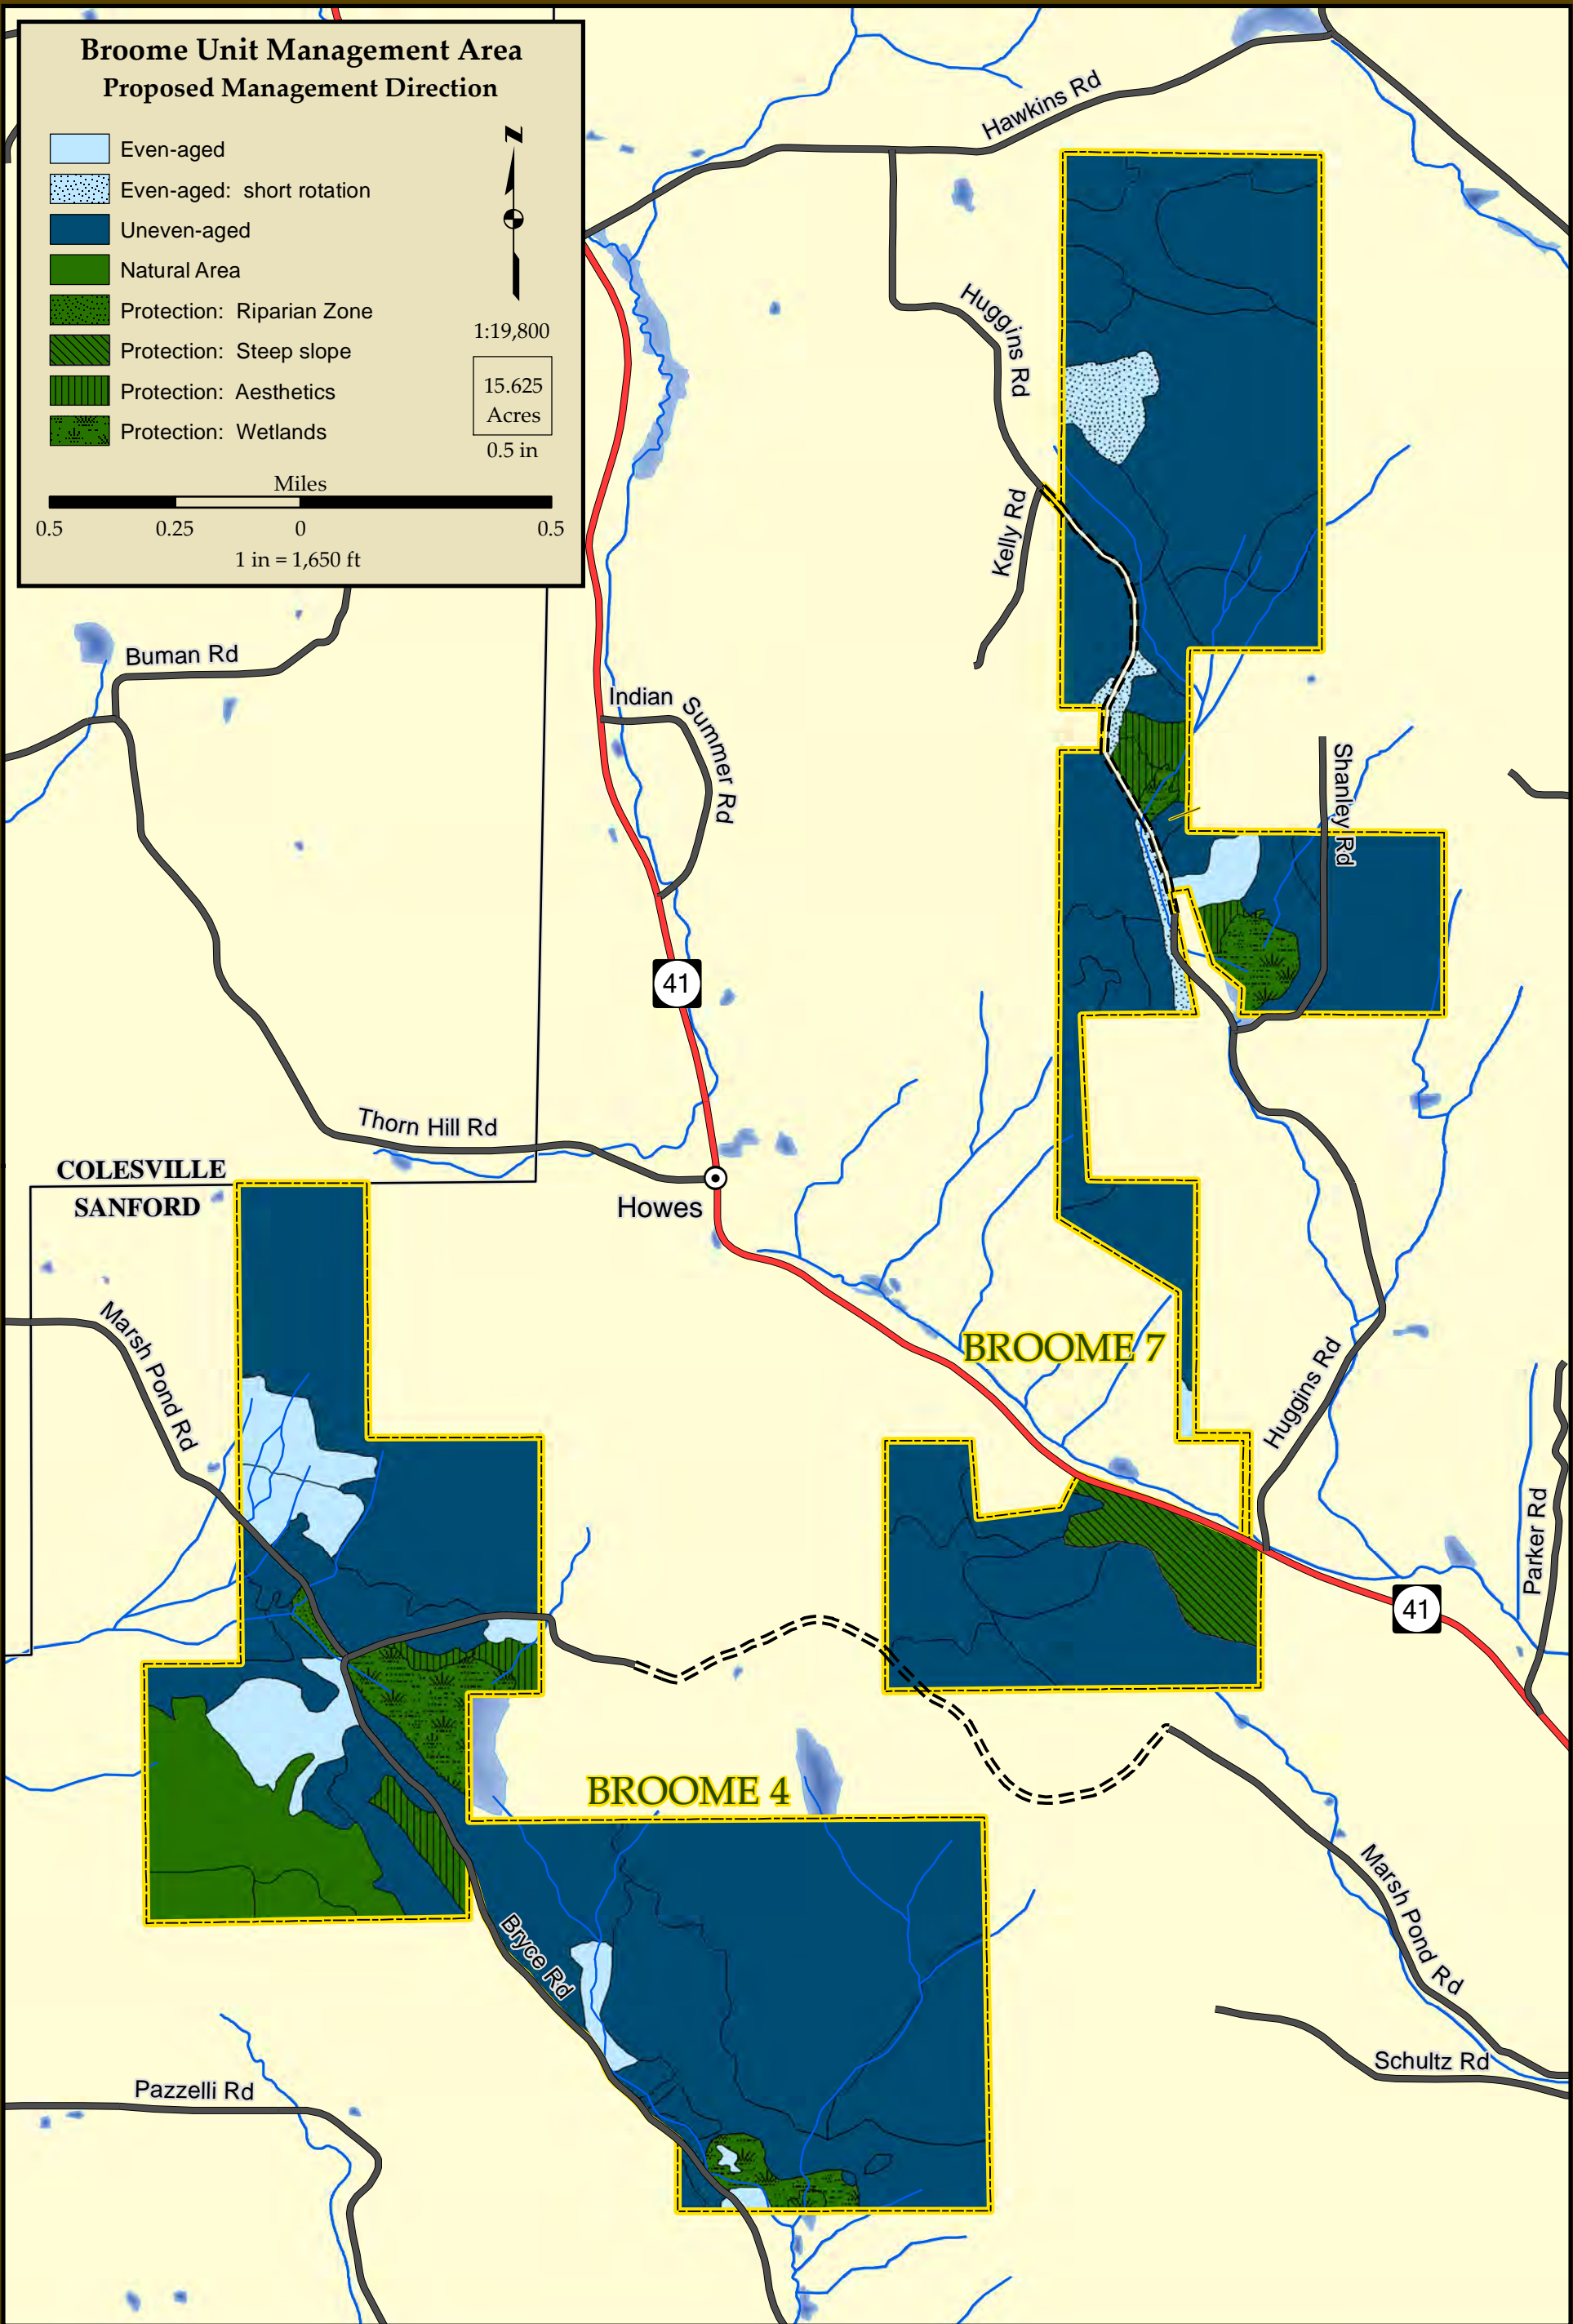 Broome Unit Management Area
Proposed Management Direction
Even-aged
Even-aged: short rotation
Uneven-aged
Natural Area
Protection: Riparian Zone
Protection: Steep slope
Protection: Aesthetics
Protection: Wetlands
N
1:19,800
15.625
Acres
0.5 in
Miles
0.5 0.25 0 0.5
1 in = 1,650 ft
Hawkins Rd
Huggins Rd
Kelly Rd
Buman Rd
Indian Summer Rd
Shanley Rd
41
Thorn Hill Rd
COLESVILLE
SANFORD
Howes
Marsh Pond Rd
BROOME 7
Huggins Rd
Parker Rd
41
BROOME 4
Marsh Pond Rd
Bryce Rd
Schultz Rd
Pazzelli Rd